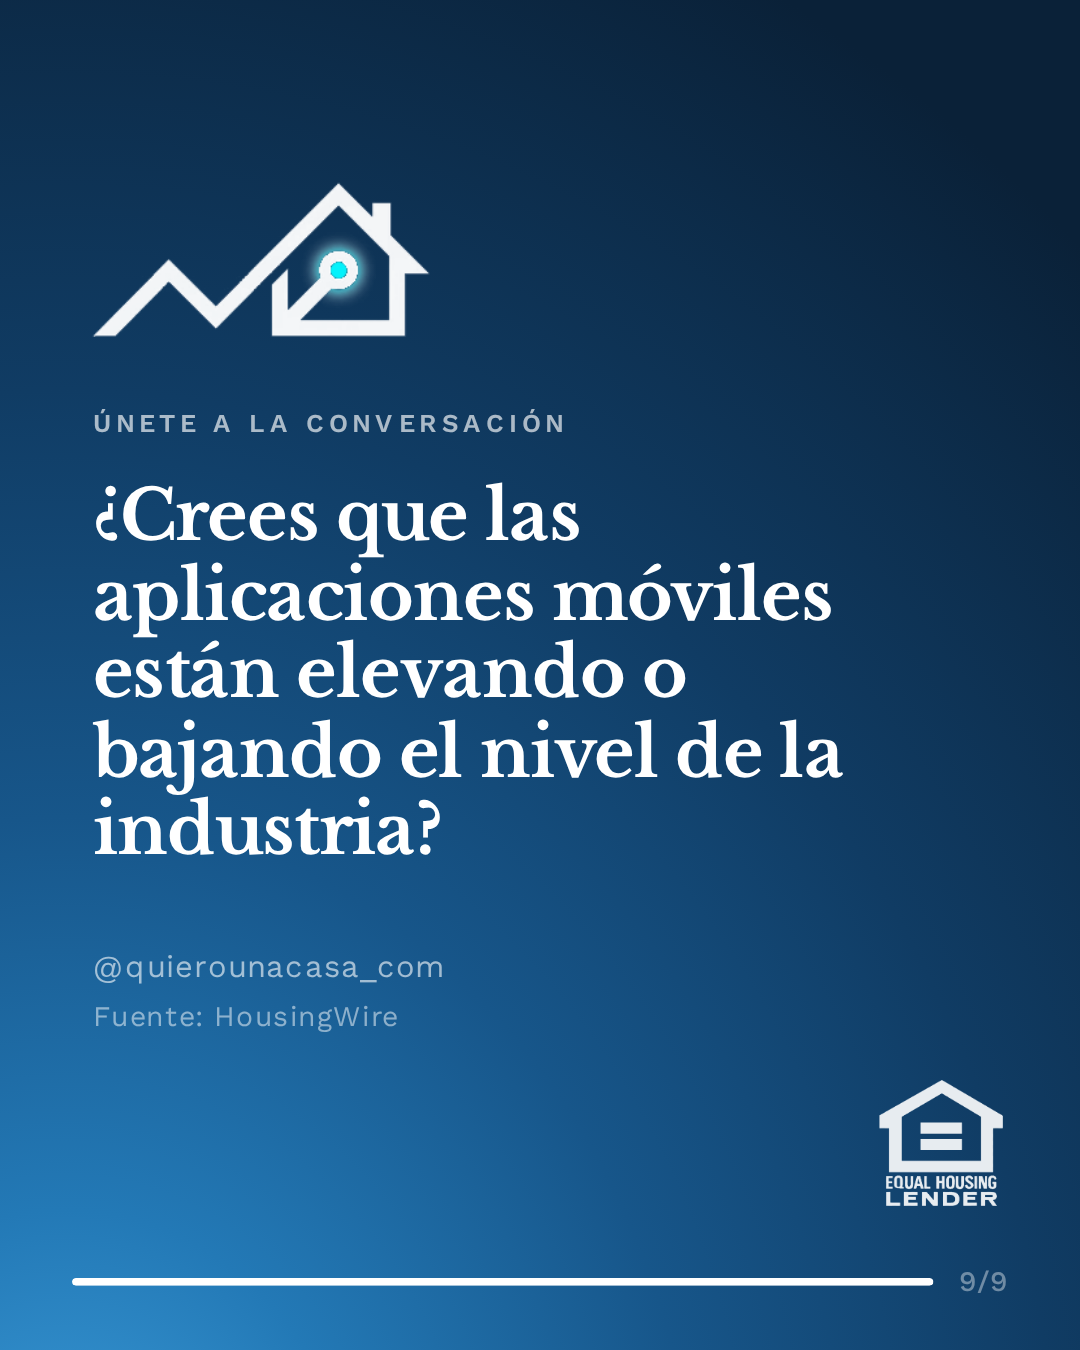 ÚNETE A LA CONVERSACIÓN
¿Crees que las
aplicaciones móviles
están elevando o
bajando el nivel de la
industria?
@quierounacasa_com
Fuente: HousingWire
EQUAL HOUSING
LENDER
9/9